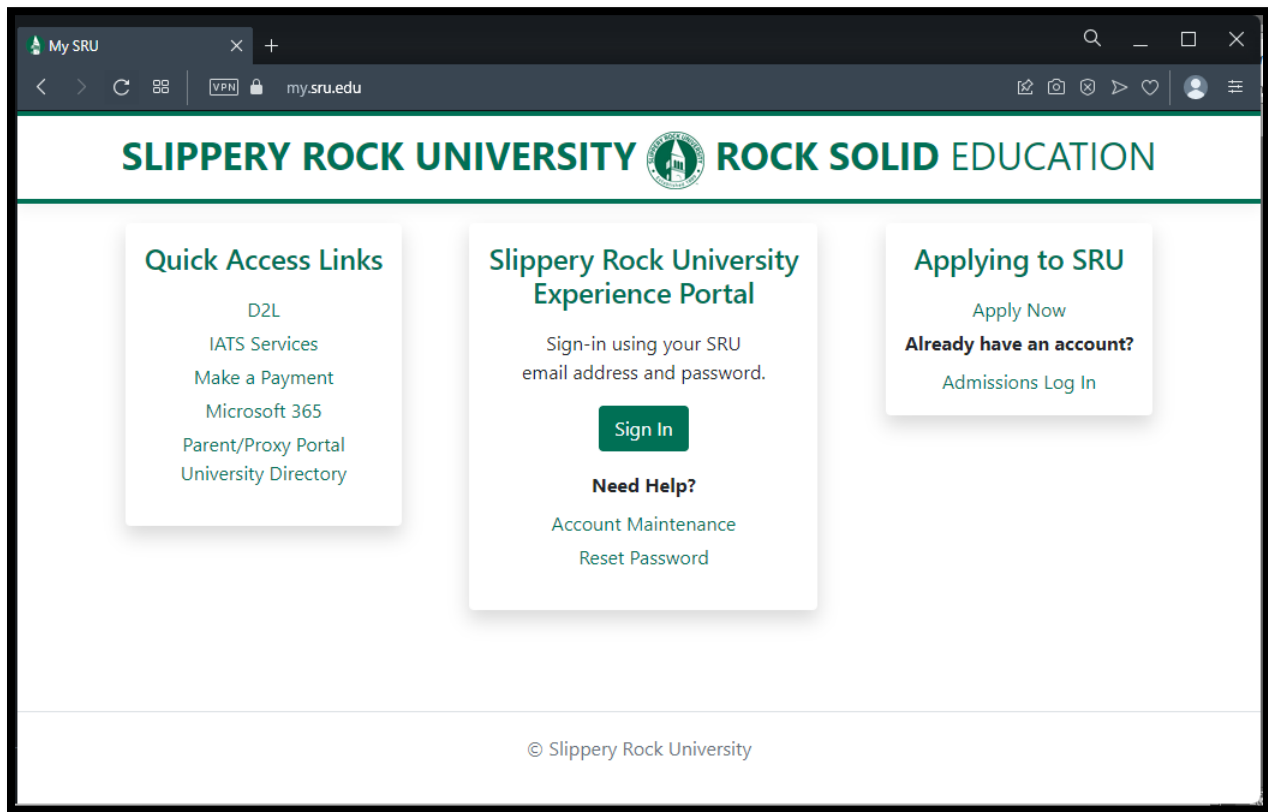 My SRU
VPN
my.sru.edu
SLIPPERY ROCK UNIVERSITY ROCK SOLID EDUCATION
Quick Access Links
D2L
IATS Services
Make a Payment
Microsoft 365
Parent/Proxy Portal
University Directory
Slippery Rock University
Experience Portal
Sign-in using your SRU
email address and password.
Sign In
Need Help?
Account Maintenance
Reset Password
Applying to SRU
Apply Now
Already have an account?
Admissions Log In
© Slippery Rock University